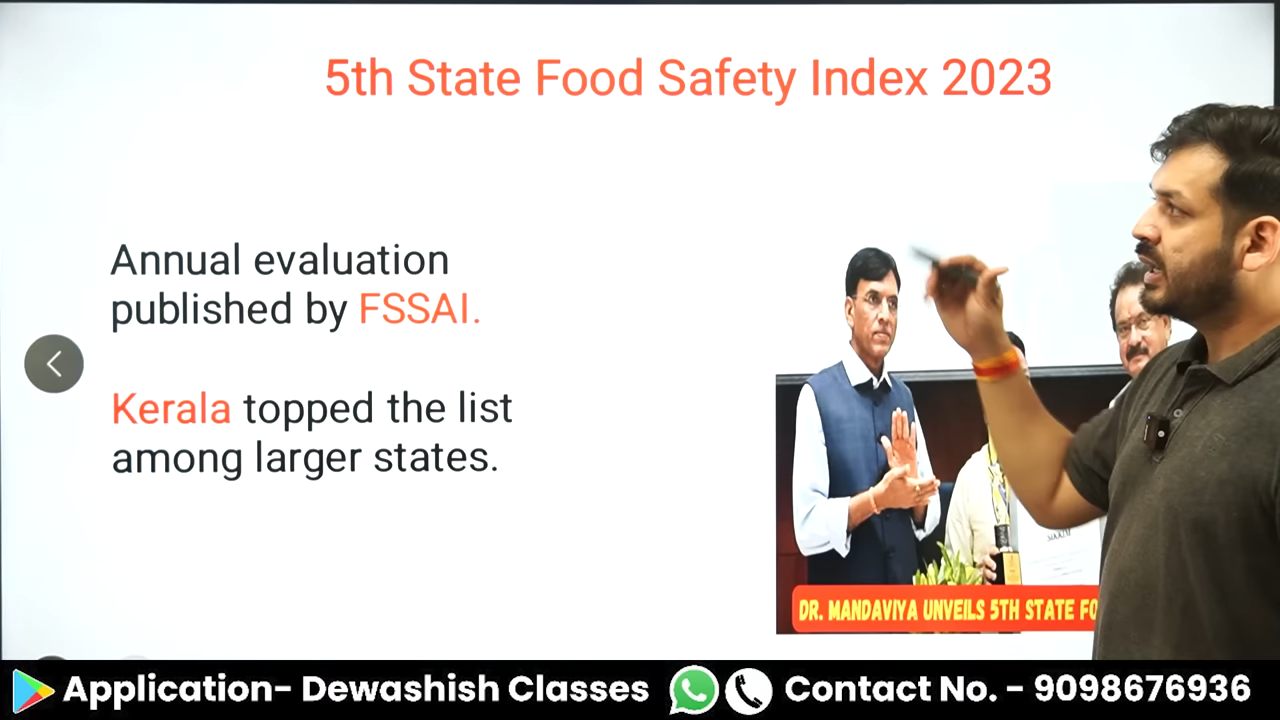 5th State Food Safety Index 2023
Annual evaluation
published by FSSAI.
Kerala topped the list
among larger states.
SIKKIM
DR. MANDAVIYA UNVEILS 5TH STATE FO
Application- Dewashish Classes
Contact No. - 9098676936